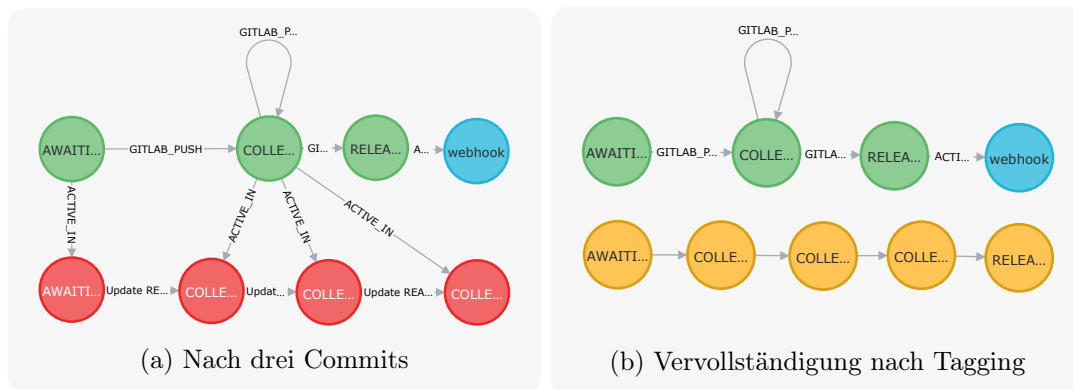 GITLAB_P...
AWAITI...
GITLAB_PUSH
COLLE...
GI...
RELEA...
A...
webhook
ACTIVE_IN
ACTIVE_IN
ACTIVE_IN
ACTIVE_IN
AWAITI...
Update RE...
COLLE...
Updat...
COLLE...
Update REA...
COLLE...
(a) Nach drei Commits
GITLAB_P...
AWAITI...
GITLAB_P...
COLLE...
GITLA...
RELEA...
ACTI...
webhook
AWAITI...
COLLE...
COLLE...
COLLE...
RELEA...
(b) Vervollständigung nach Tagging